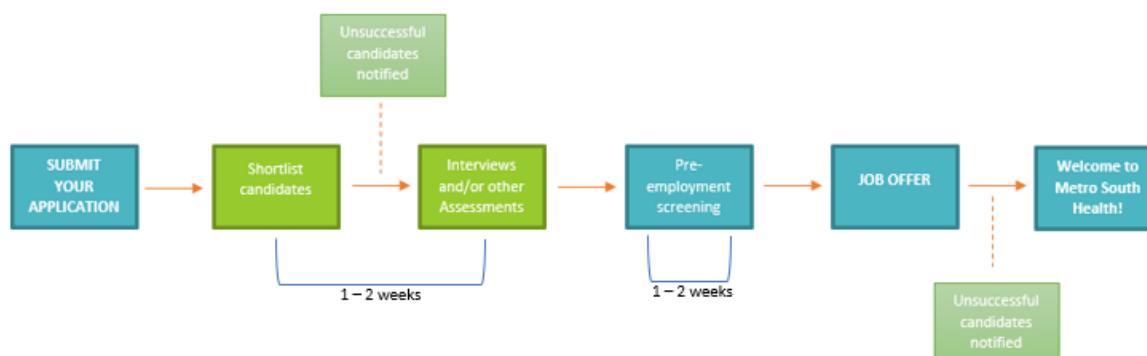 Unsuccessful
candidates
notified
SUBMIT
YOUR
APPLICATION
Shortlist
candidates
Interviews
and/or other
Assessments
Pre-
employment
screening
JOB OFFER
Welcome to
Metro South
Health!
1 – 2 weeks
1 – 2 weeks
Unsuccessful
candidates
notified